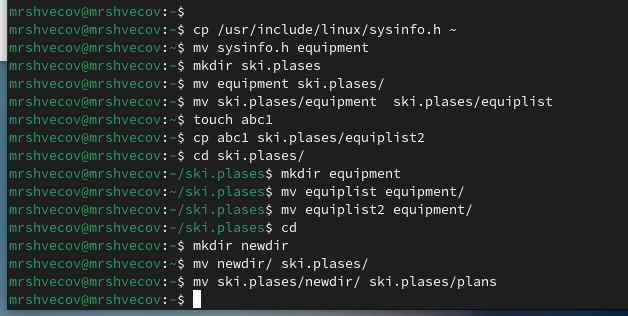 mrshvecov@mrshvecov:~$
mrshvecov@mrshvecov:~$ cp /usr/include/linux/sysinfo.h ~
mrshvecov@mrshvecov:~$ mv sysinfo.h equipment
mrshvecov@mrshvecov:~$ mkdir ski.plases
mrshvecov@mrshvecov:~$ mv equipment ski.plases/
mrshvecov@mrshvecov:~$ mv ski.plases/equipment  ski.plases/equiplist
mrshvecov@mrshvecov:~$ touch abc1
mrshvecov@mrshvecov:~$ cp abc1 ski.plases/equiplist2
mrshvecov@mrshvecov:~$ cd ski.plases/
mrshvecov@mrshvecov:~/ski.plases$ mkdir equipment
mrshvecov@mrshvecov:~/ski.plases$ mv equiplist equipment/
mrshvecov@mrshvecov:~/ski.plases$ mv equiplist2 equipment/
mrshvecov@mrshvecov:~/ski.plases$ cd
mrshvecov@mrshvecov:~$ mkdir newdir
mrshvecov@mrshvecov:~$ mv newdir/ ski.plases/
mrshvecov@mrshvecov:~$ mv ski.plases/newdir/ ski.plases/plans
mrshvecov@mrshvecov:~$